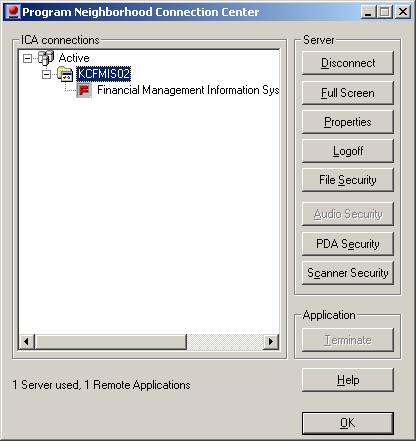 Program Neighborhood Connection Center
ICA connections
Active
KCFMIS02
Financial Management Information Sys
Server
Disconnect
Full Screen
Properties
Logoff
File Security
Audio Security
PDA Security
Scanner Security
Application
Terminate
1 Server used, 1 Remote Applications
Help
OK